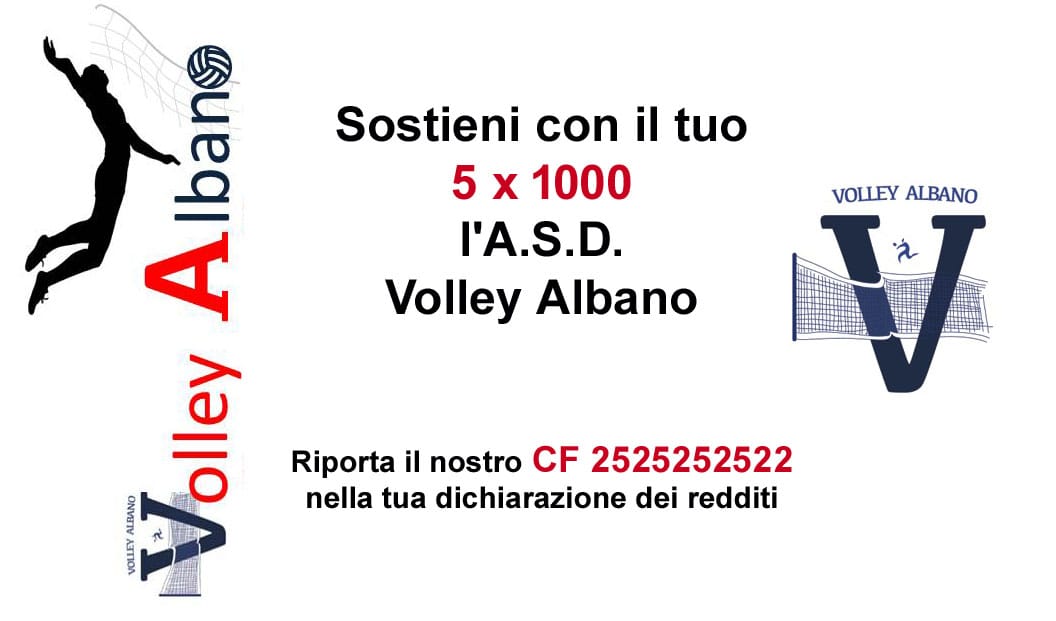 Volley Albano
VOLLEY ALBANO
Sostieni con il tuo
5 x 1000
l'A.S.D.
Volley Albano
VOLLEY ALBANO
V
Riporta il nostro CF 2525252522
nella tua dichiarazione dei redditi